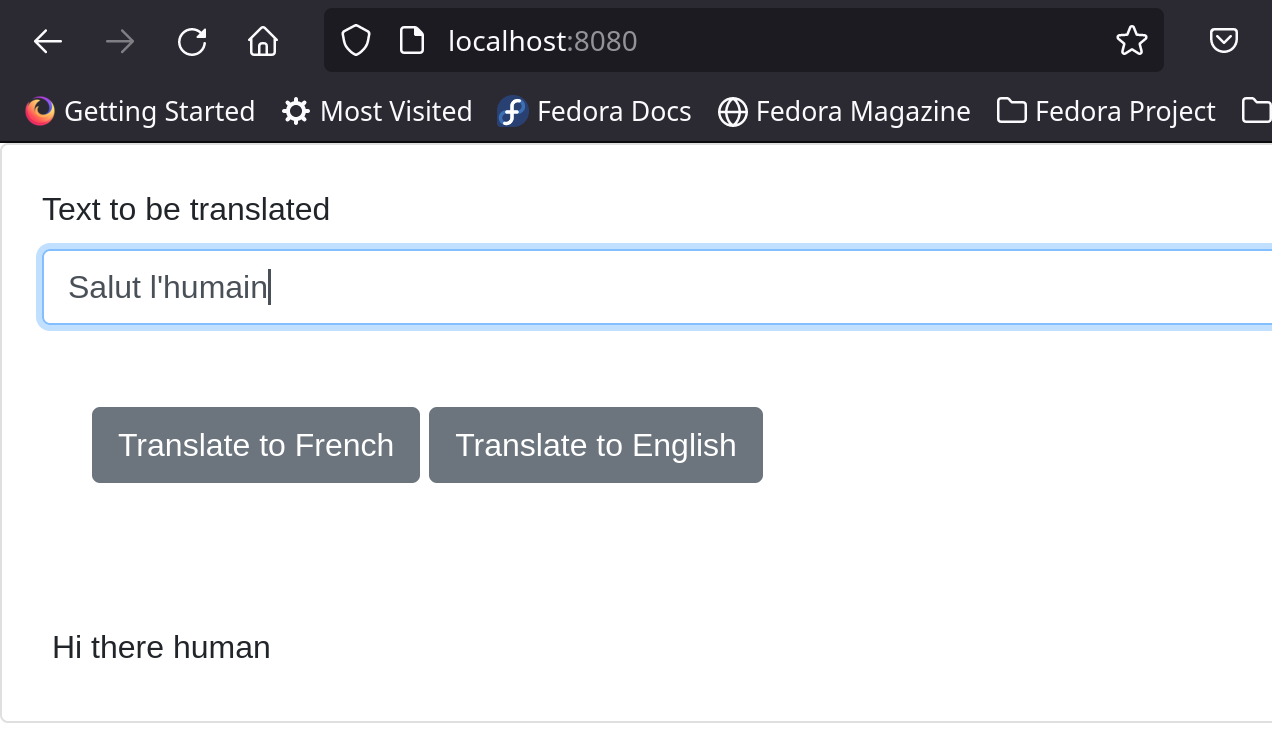 localhost:8080
Getting Started Most Visited Fedora Docs Fedora Magazine Fedora Project
Text to be translated
Salut l'humain
Translate to French Translate to English
Hi there human